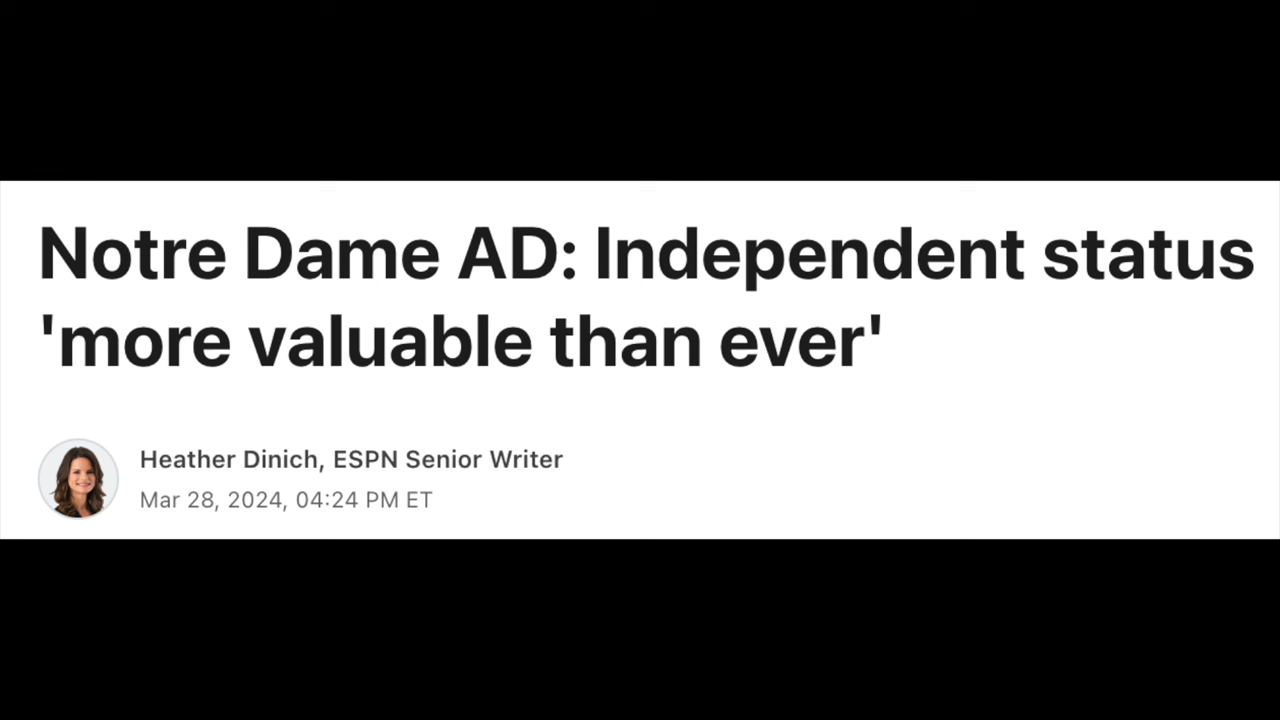 Notre Dame AD: Independent status
'more valuable than ever'
Heather Dinich, ESPN Senior Writer
Mar 28, 2024, 04:24 PM ET